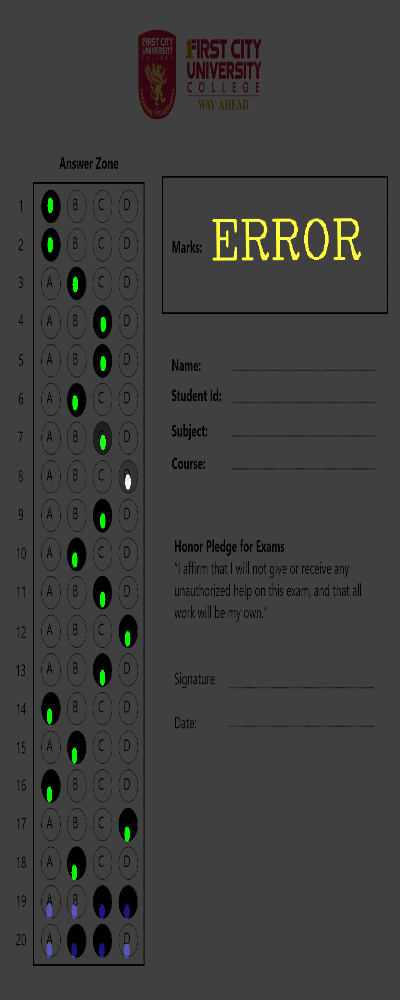 FIRST CITY
UNIVERSITY
COLLEGE
FIRST CITY
UNIVERSITY
COLLEGE
WAY AHEAD
Answer Zone
1 B C D
2 B C D
3 A C D
4 A B D
5 A B D
6 A C D
7 A B D
8 A B C
9 A B D
10 A C D
11 A B D
12 A B C
13 A B D
14 B C D
15 A C D
16 B C D
17 A B C
18 A C D
19 A B
20 A D
Marks: ERROR
Name:
Student Id:
Subject:
Course:
Honor Pledge for Exams
"I affirm that I will not give or receive any
unauthorized help on this exam, and that all
work will be my own."
Signature:
Date: